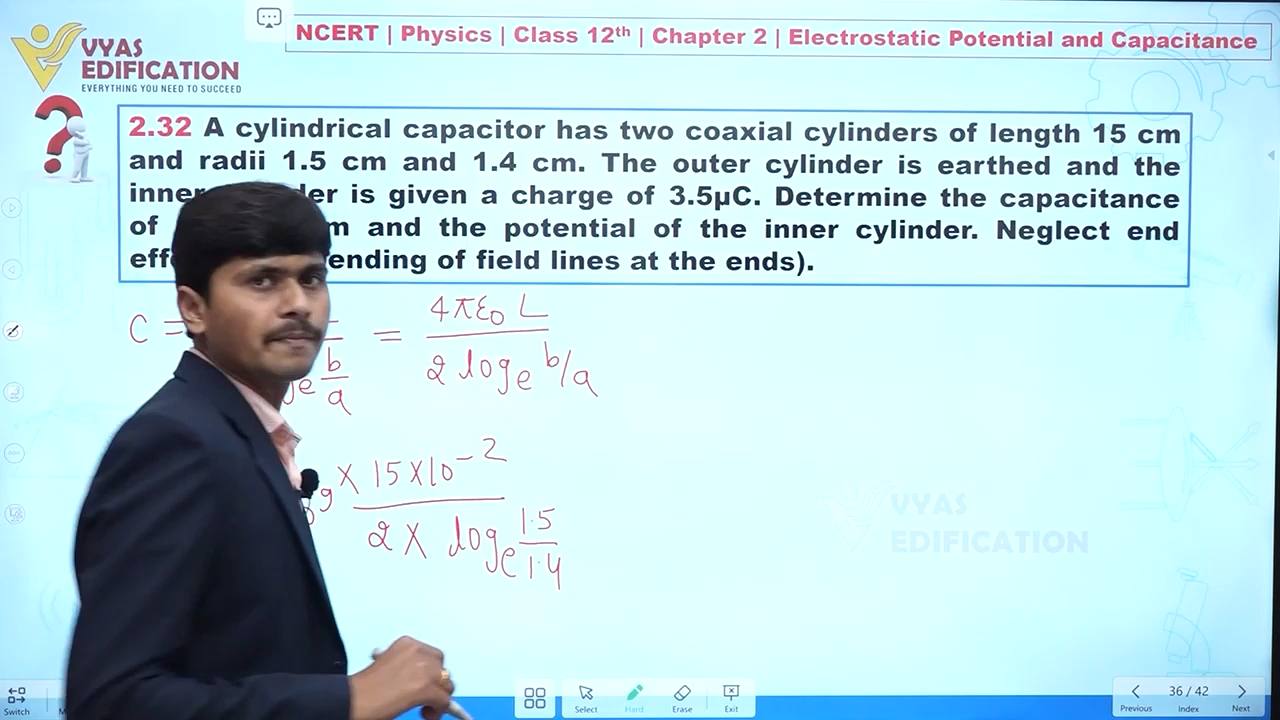 NCERT | Physics | Class 12th | Chapter 2 | Electrostatic Potential and Capacitance
VYAS
EDIFICATION
EVERYTHING YOU NEED TO SUCCEED
2.32 A cylindrical capacitor has two coaxial cylinders of length 15 cm
and radii 1.5 cm and 1.4 cm. The outer cylinder is earthed and the
is given a charge of 3.5μC. Determine the capacitance
of and the potential of the inner cylinder. Neglect end
of field lines at the ends).
C = = 4πε₀ L
b/a 2 logₑ b/a
× 15×10⁻²
2 × logₑ 1.5/1.4
VYAS
EDIFICATION
Switch
Select
Hard
Erase
Exit
36 / 42
Previous
Index
Next